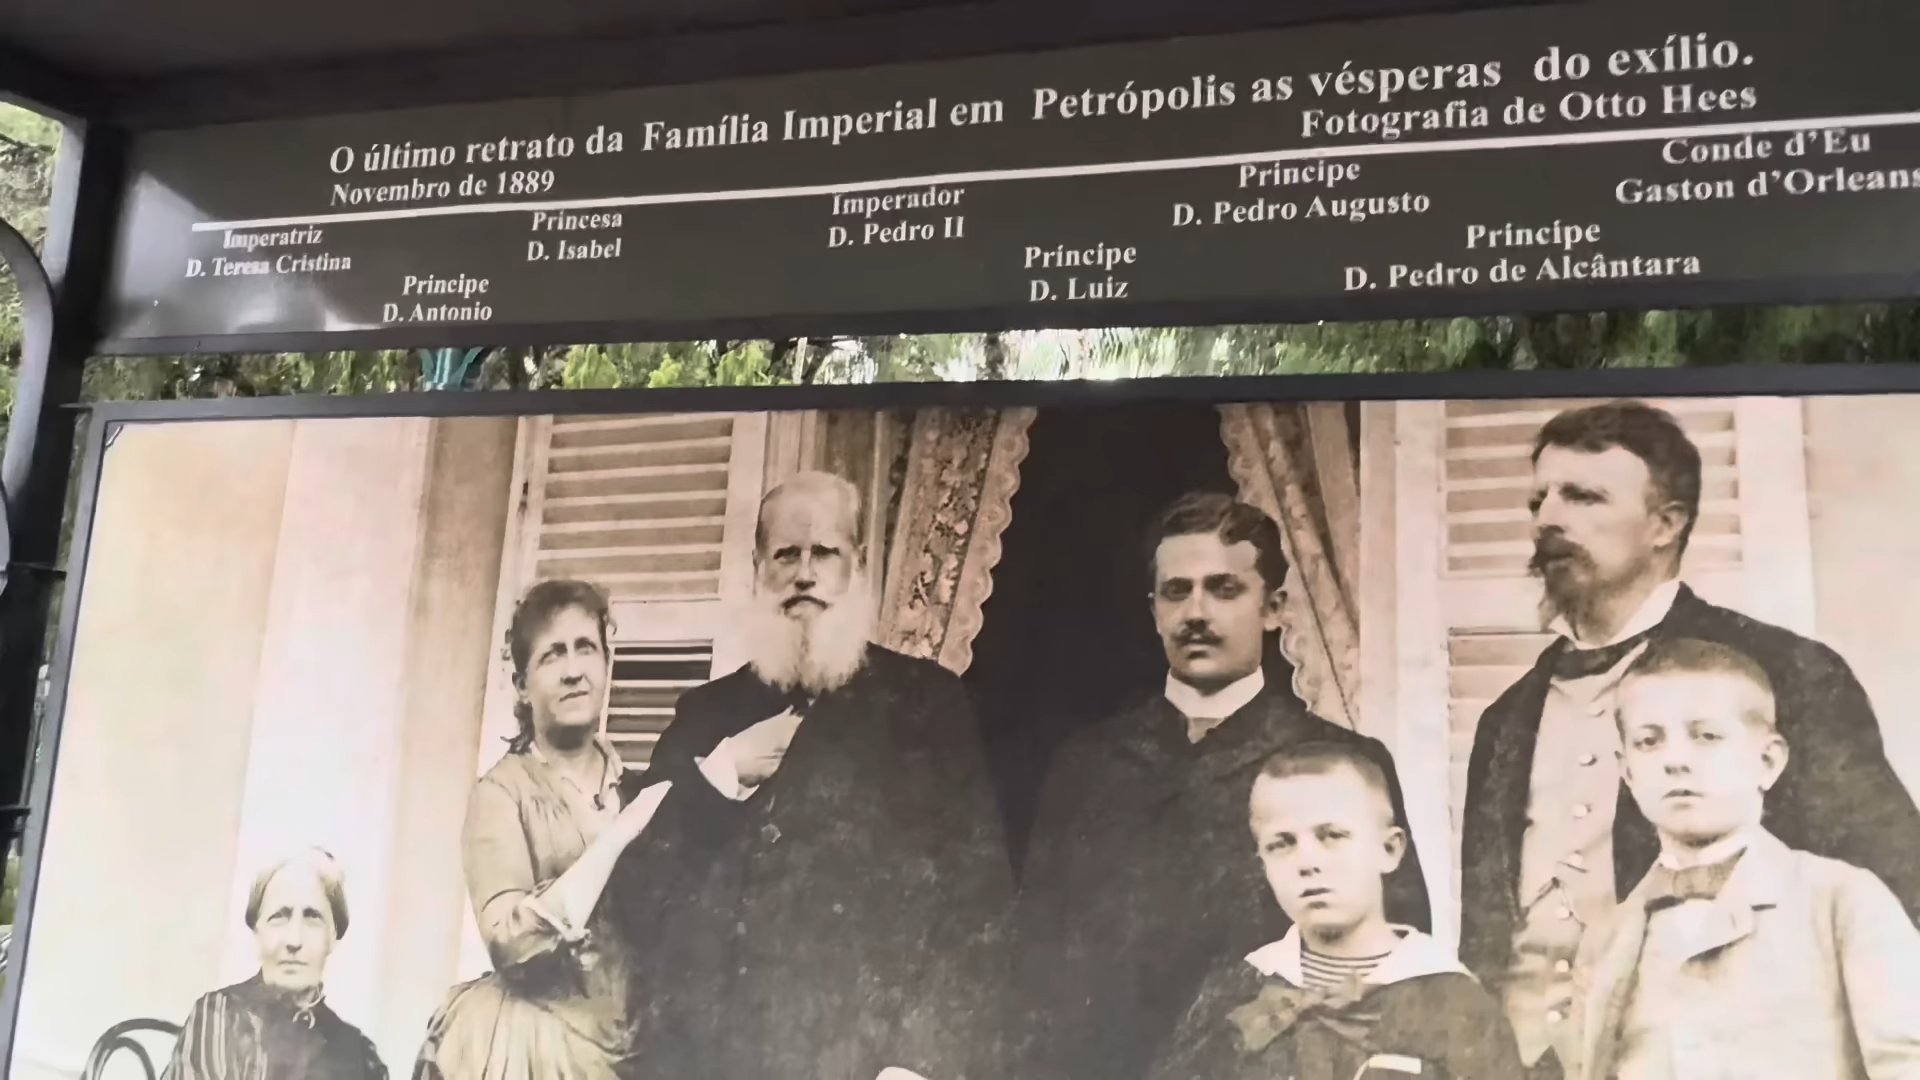 O último retrato da Família Imperial em Petrópolis as vésperas do exílio.
Novembro de 1889
Fotografia de Otto Hees
Imperatriz
D. Teresa Cristina
Principe
D. Antonio
Princesa
D. Isabel
Imperador
D. Pedro II
Príncipe
D. Luiz
Principe
D. Pedro Augusto
Príncipe
D. Pedro de Alcântara
Conde d'Eu
Gaston d'Orleans